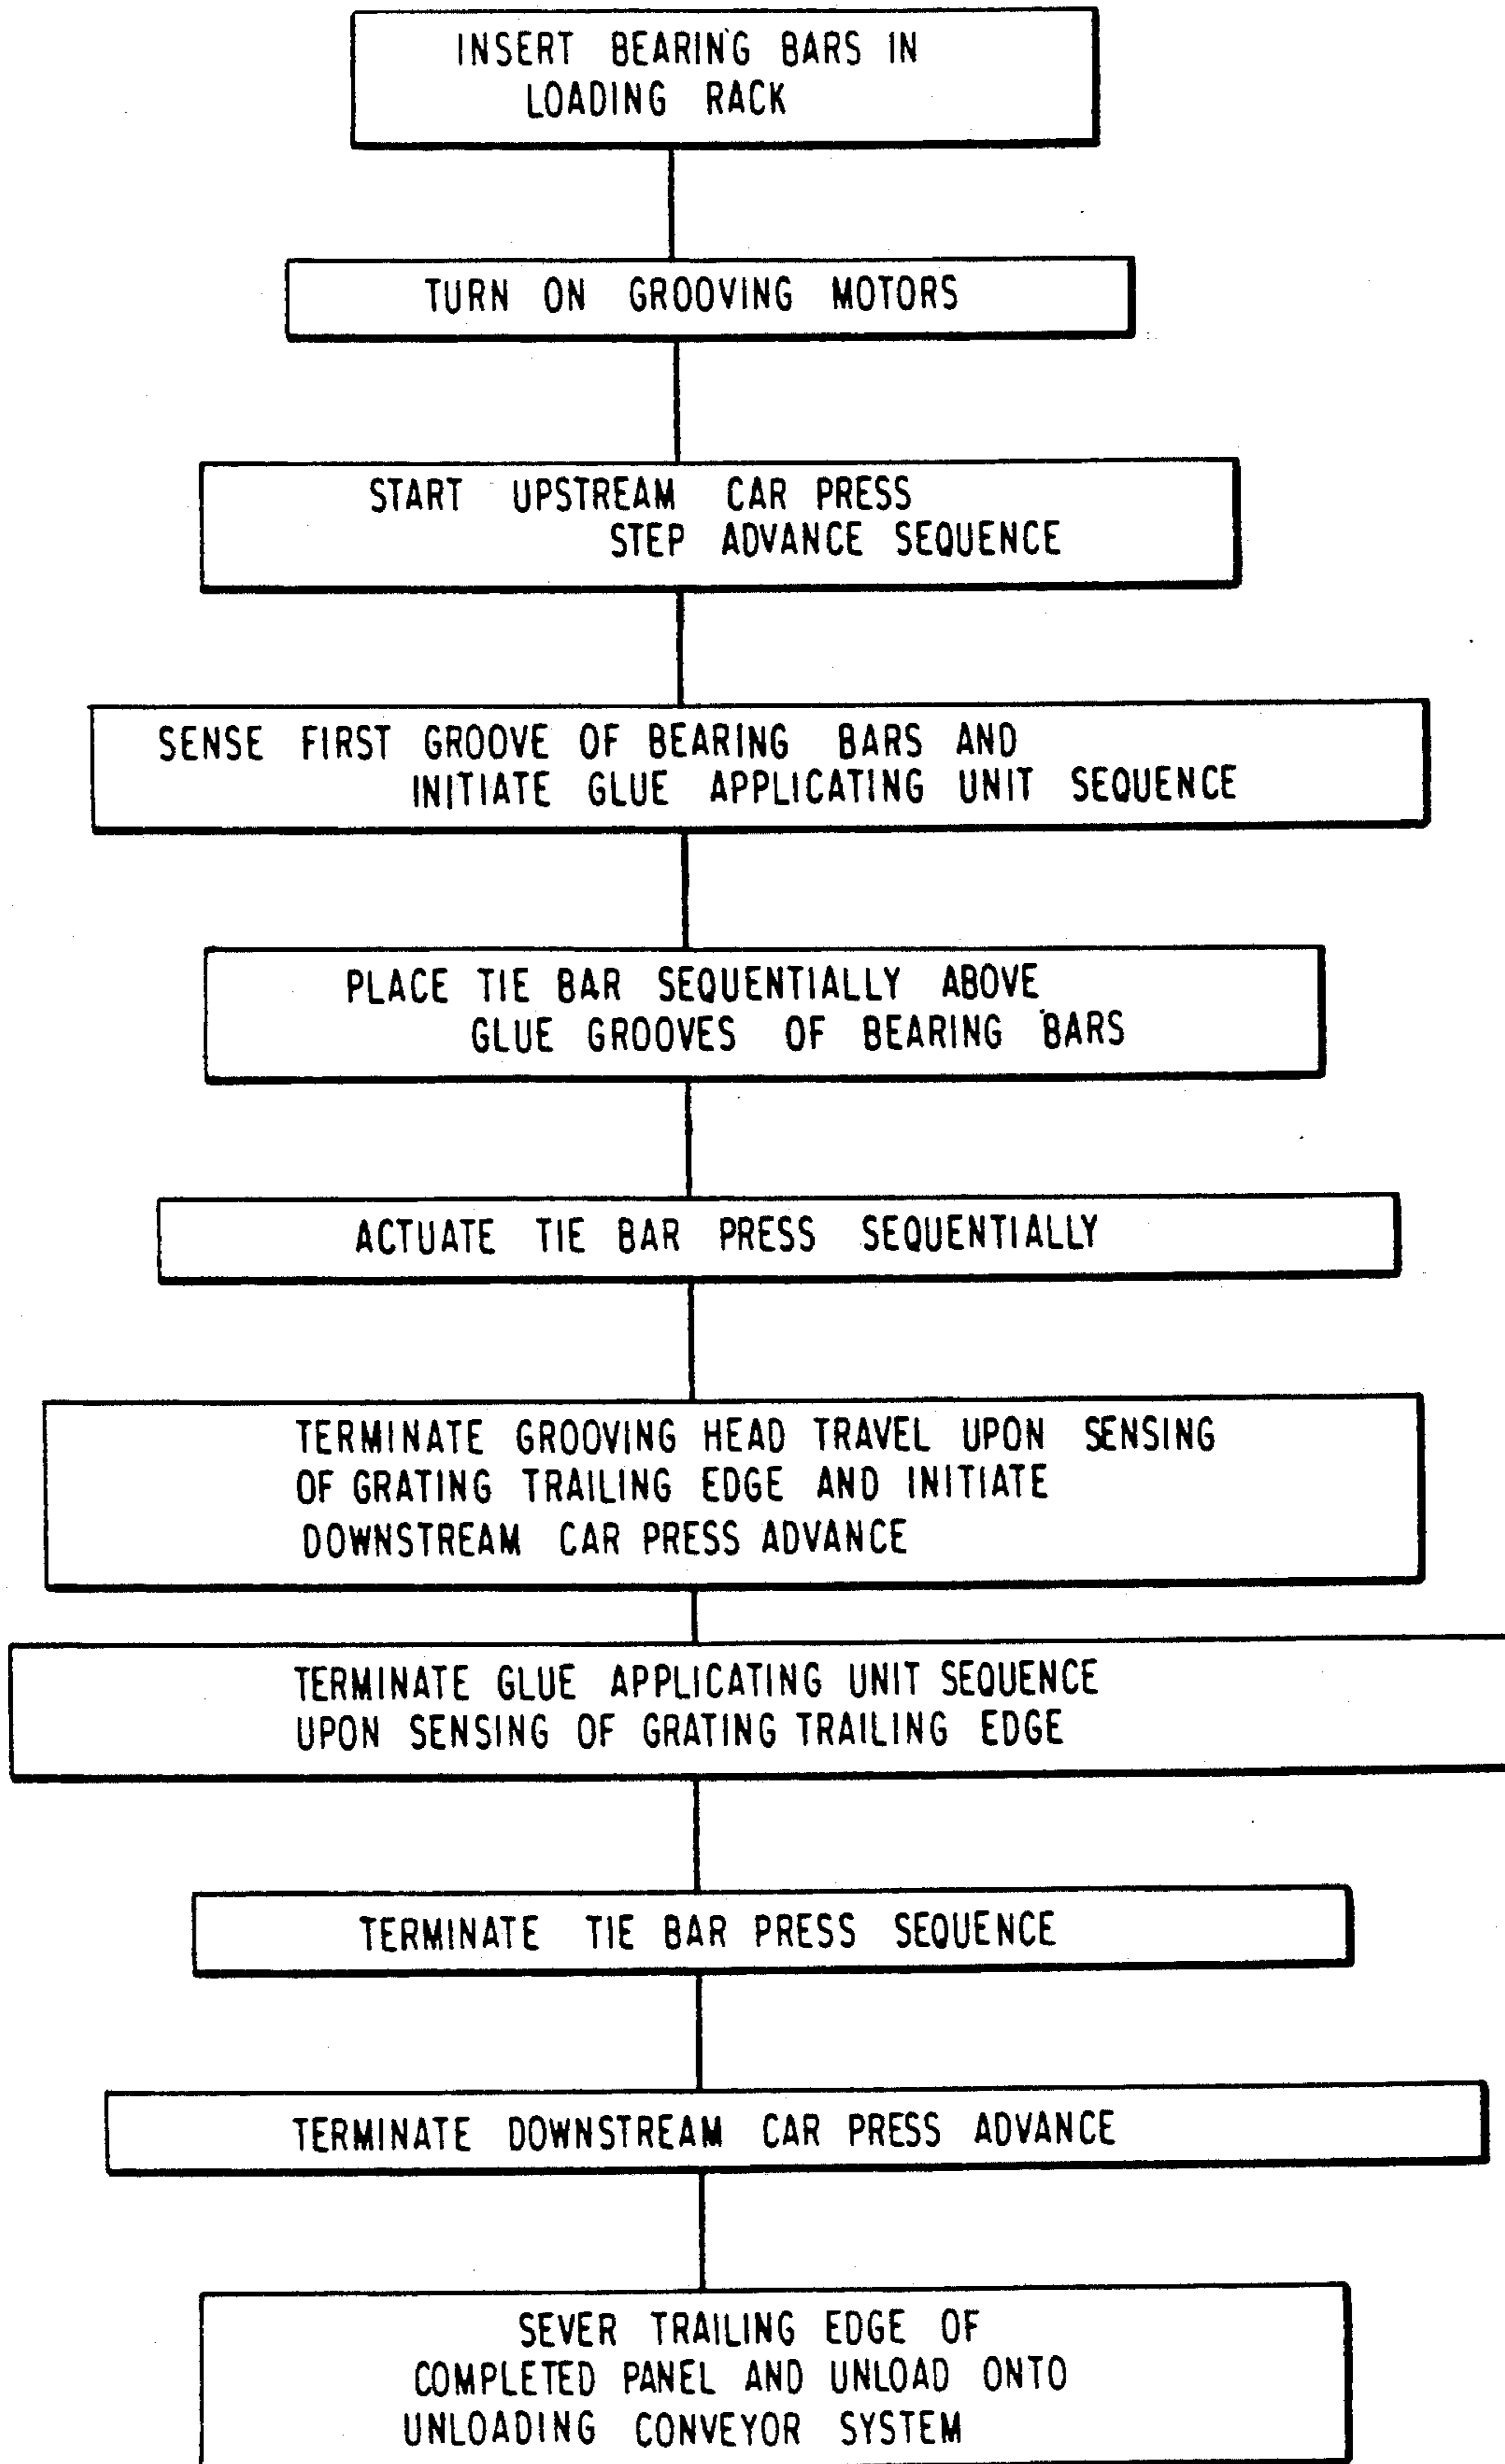 INSERT BEARING BARS IN
LOADING RACK
TURN ON GROOVING MOTORS
START UPSTREAM CAR PRESS
STEP ADVANCE SEQUENCE
SENSE FIRST GROOVE OF BEARING BARS AND
INITIATE GLUE APPLICATING UNIT SEQUENCE
PLACE TIE BAR SEQUENTIALLY ABOVE
GLUE GROOVES OF BEARING BARS
ACTUATE TIE BAR PRESS SEQUENTIALLY
TERMINATE GROOVING HEAD TRAVEL UPON SENSING
OF GRATING TRAILING EDGE AND INITIATE
DOWNSTREAM CAR PRESS ADVANCE
TERMINATE GLUE APPLICATING UNIT SEQUENCE
UPON SENSING OF GRATING TRAILING EDGE
TERMINATE TIE BAR PRESS SEQUENCE
TERMINATE DOWNSTREAM CAR PRESS ADVANCE
SEVER TRAILING EDGE OF
COMPLETED PANEL AND UNLOAD ONTO
UNLOADING CONVEYOR SYSTEM